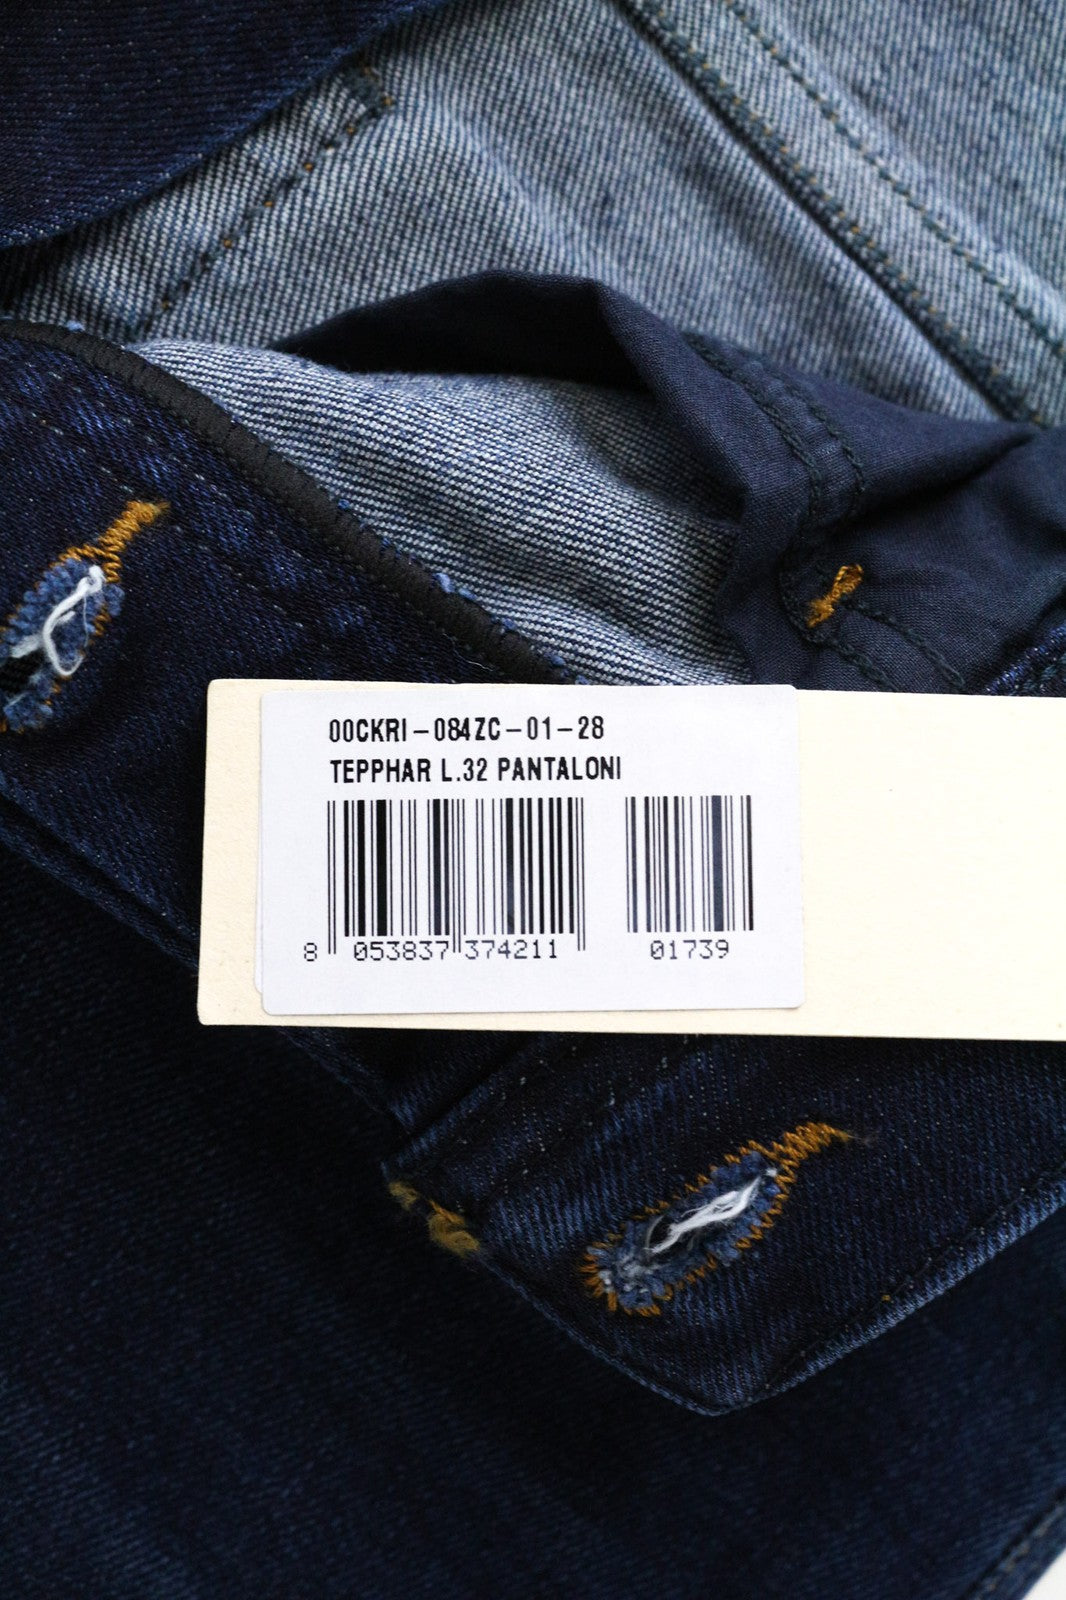 00CKRI-084ZC-01-28
TEPPHAR L.32 PANTALONI
8 053837 374211 01739